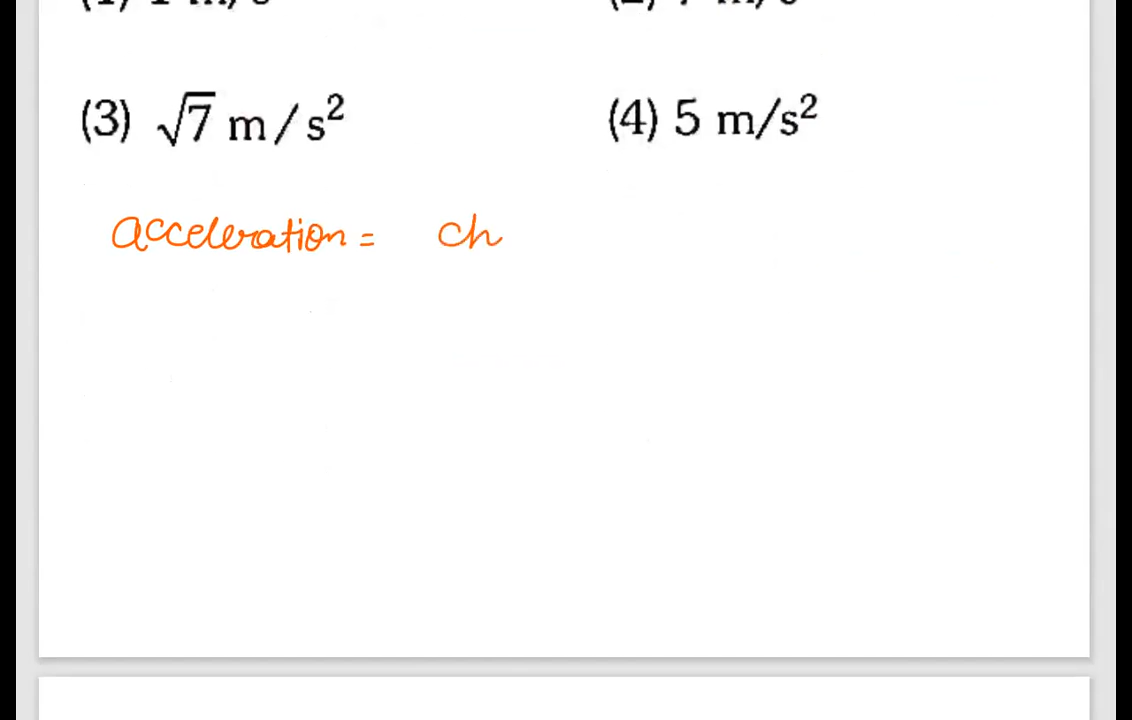 (3) √7 m/s² (4) 5 m/s²
acceleration = ch